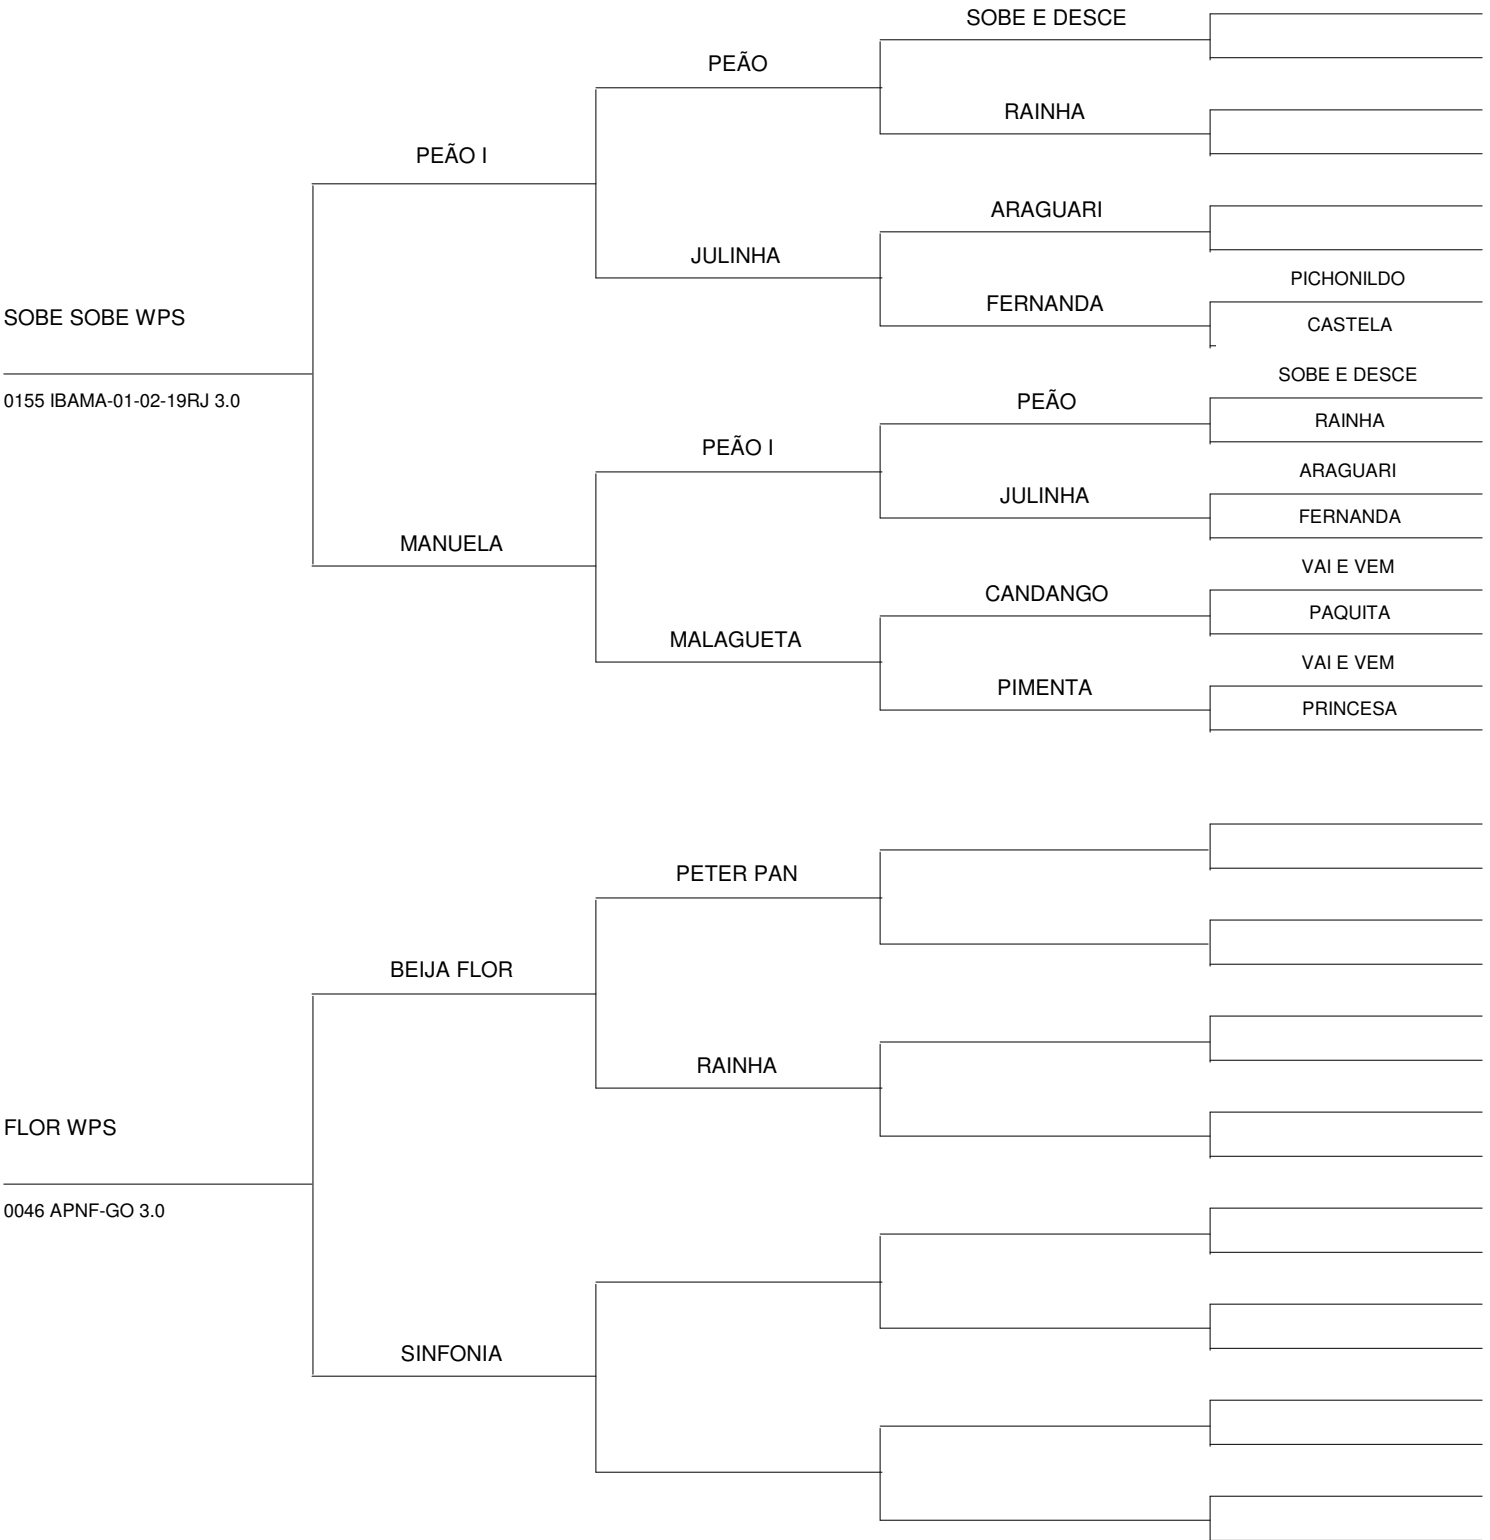 SOBE E DESCE
PEÃO
RAINHA
PEÃO I
ARAGUARI
JULINHA
PICHONILDO
FERNANDA
SOBE SOBE WPS
CASTELA
SOBE E DESCE
0155 IBAMA-01-02-19RJ 3.0
PEÃO
RAINHA
PEÃO I
ARAGUARI
JULINHA
FERNANDA
MANUELA
VAI E VEM
CANDANGO
PAQUITA
MALAGUETA
VAI E VEM
PIMENTA
PRINCESA
PETER PAN
BEIJA FLOR
RAINHA
FLOR WPS
0046 APNF-GO 3.0
SINFONIA